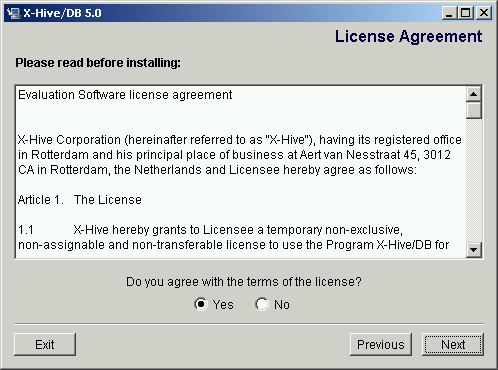 X-Hive/DB 5.0
License Agreement
Please read before installing:
Evaluation Software license agreement
X-Hive Corporation (hereinafter referred to as "X-Hive"), having its registered office
in Rotterdam and his principal place of business at Aert van Nesstraat 45, 3012
CA in Rotterdam, the Netherlands and Licensee hereby agree as follows:
Article 1. The License
1.1 X-Hive hereby grants to Licensee a temporary non-exclusive,
non-assignable and non-transferable license to use the Program X-Hive/DB for
Do you agree with the terms of the license?
Yes No
Exit Previous Next